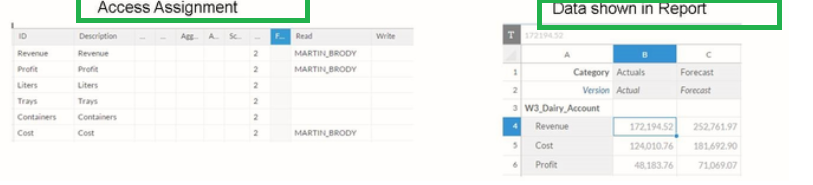 Access Assignment
ID Description ... ... Agg... A... Sc... ... F... Read Write
Revenue Revenue 2 MARTIN_BRODY
Profit Profit 2 MARTIN_BRODY
Liters Liters 2
Trays Trays 2
Containers Containers 2
Cost Cost 2 MARTIN_BRODY
Data shown in Report
T 172194.52
A B C
1 Category Actuals Forecast
2 Version Actual Forecast
3 W3_Dairy_Account
4 Revenue 172,194.52 252,761.97
5 Cost 124,010.76 181,692.90
6 Profit 48,183.76 71,069.07